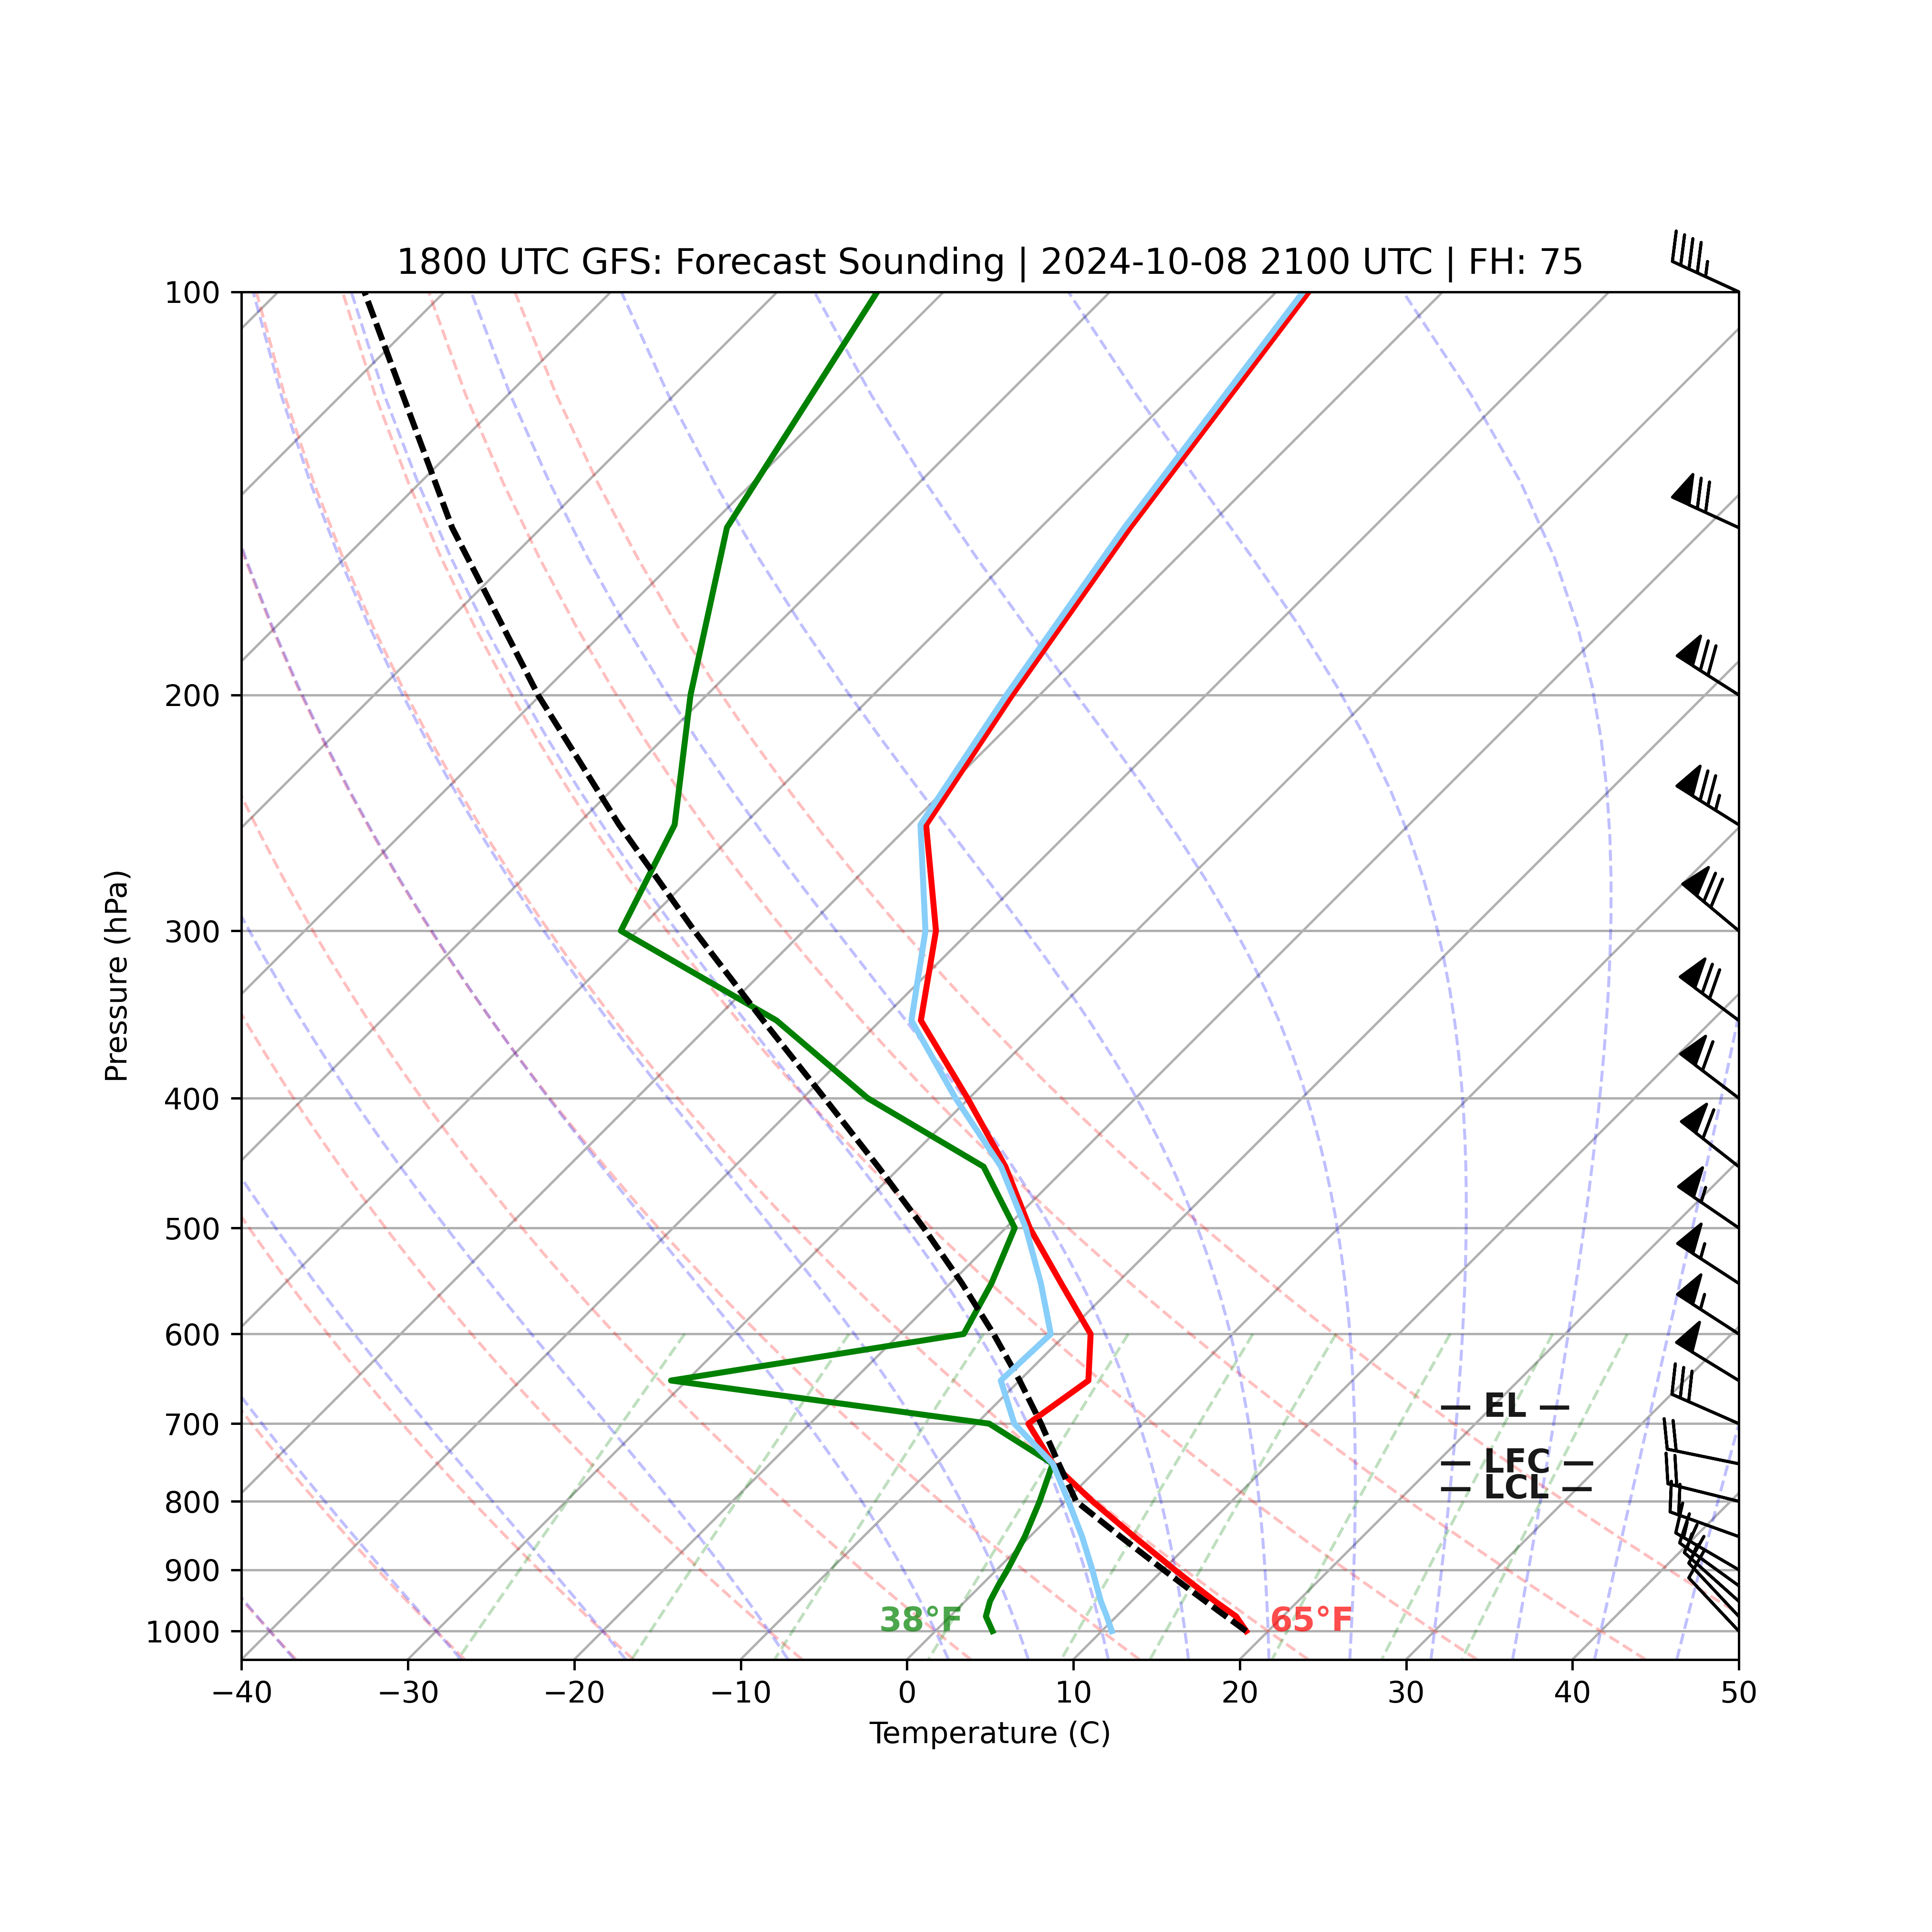 1800 UTC GFS: Forecast Sounding | 2024-10-08 2100 UTC | FH: 75
100
200
300
400
500
600
700
800
900
1000
Pressure (hPa)
— EL —
— LFC —
— LCL —
38°F
65°F
−40 −30 −20 −10 0 10 20 30 40 50
Temperature (C)